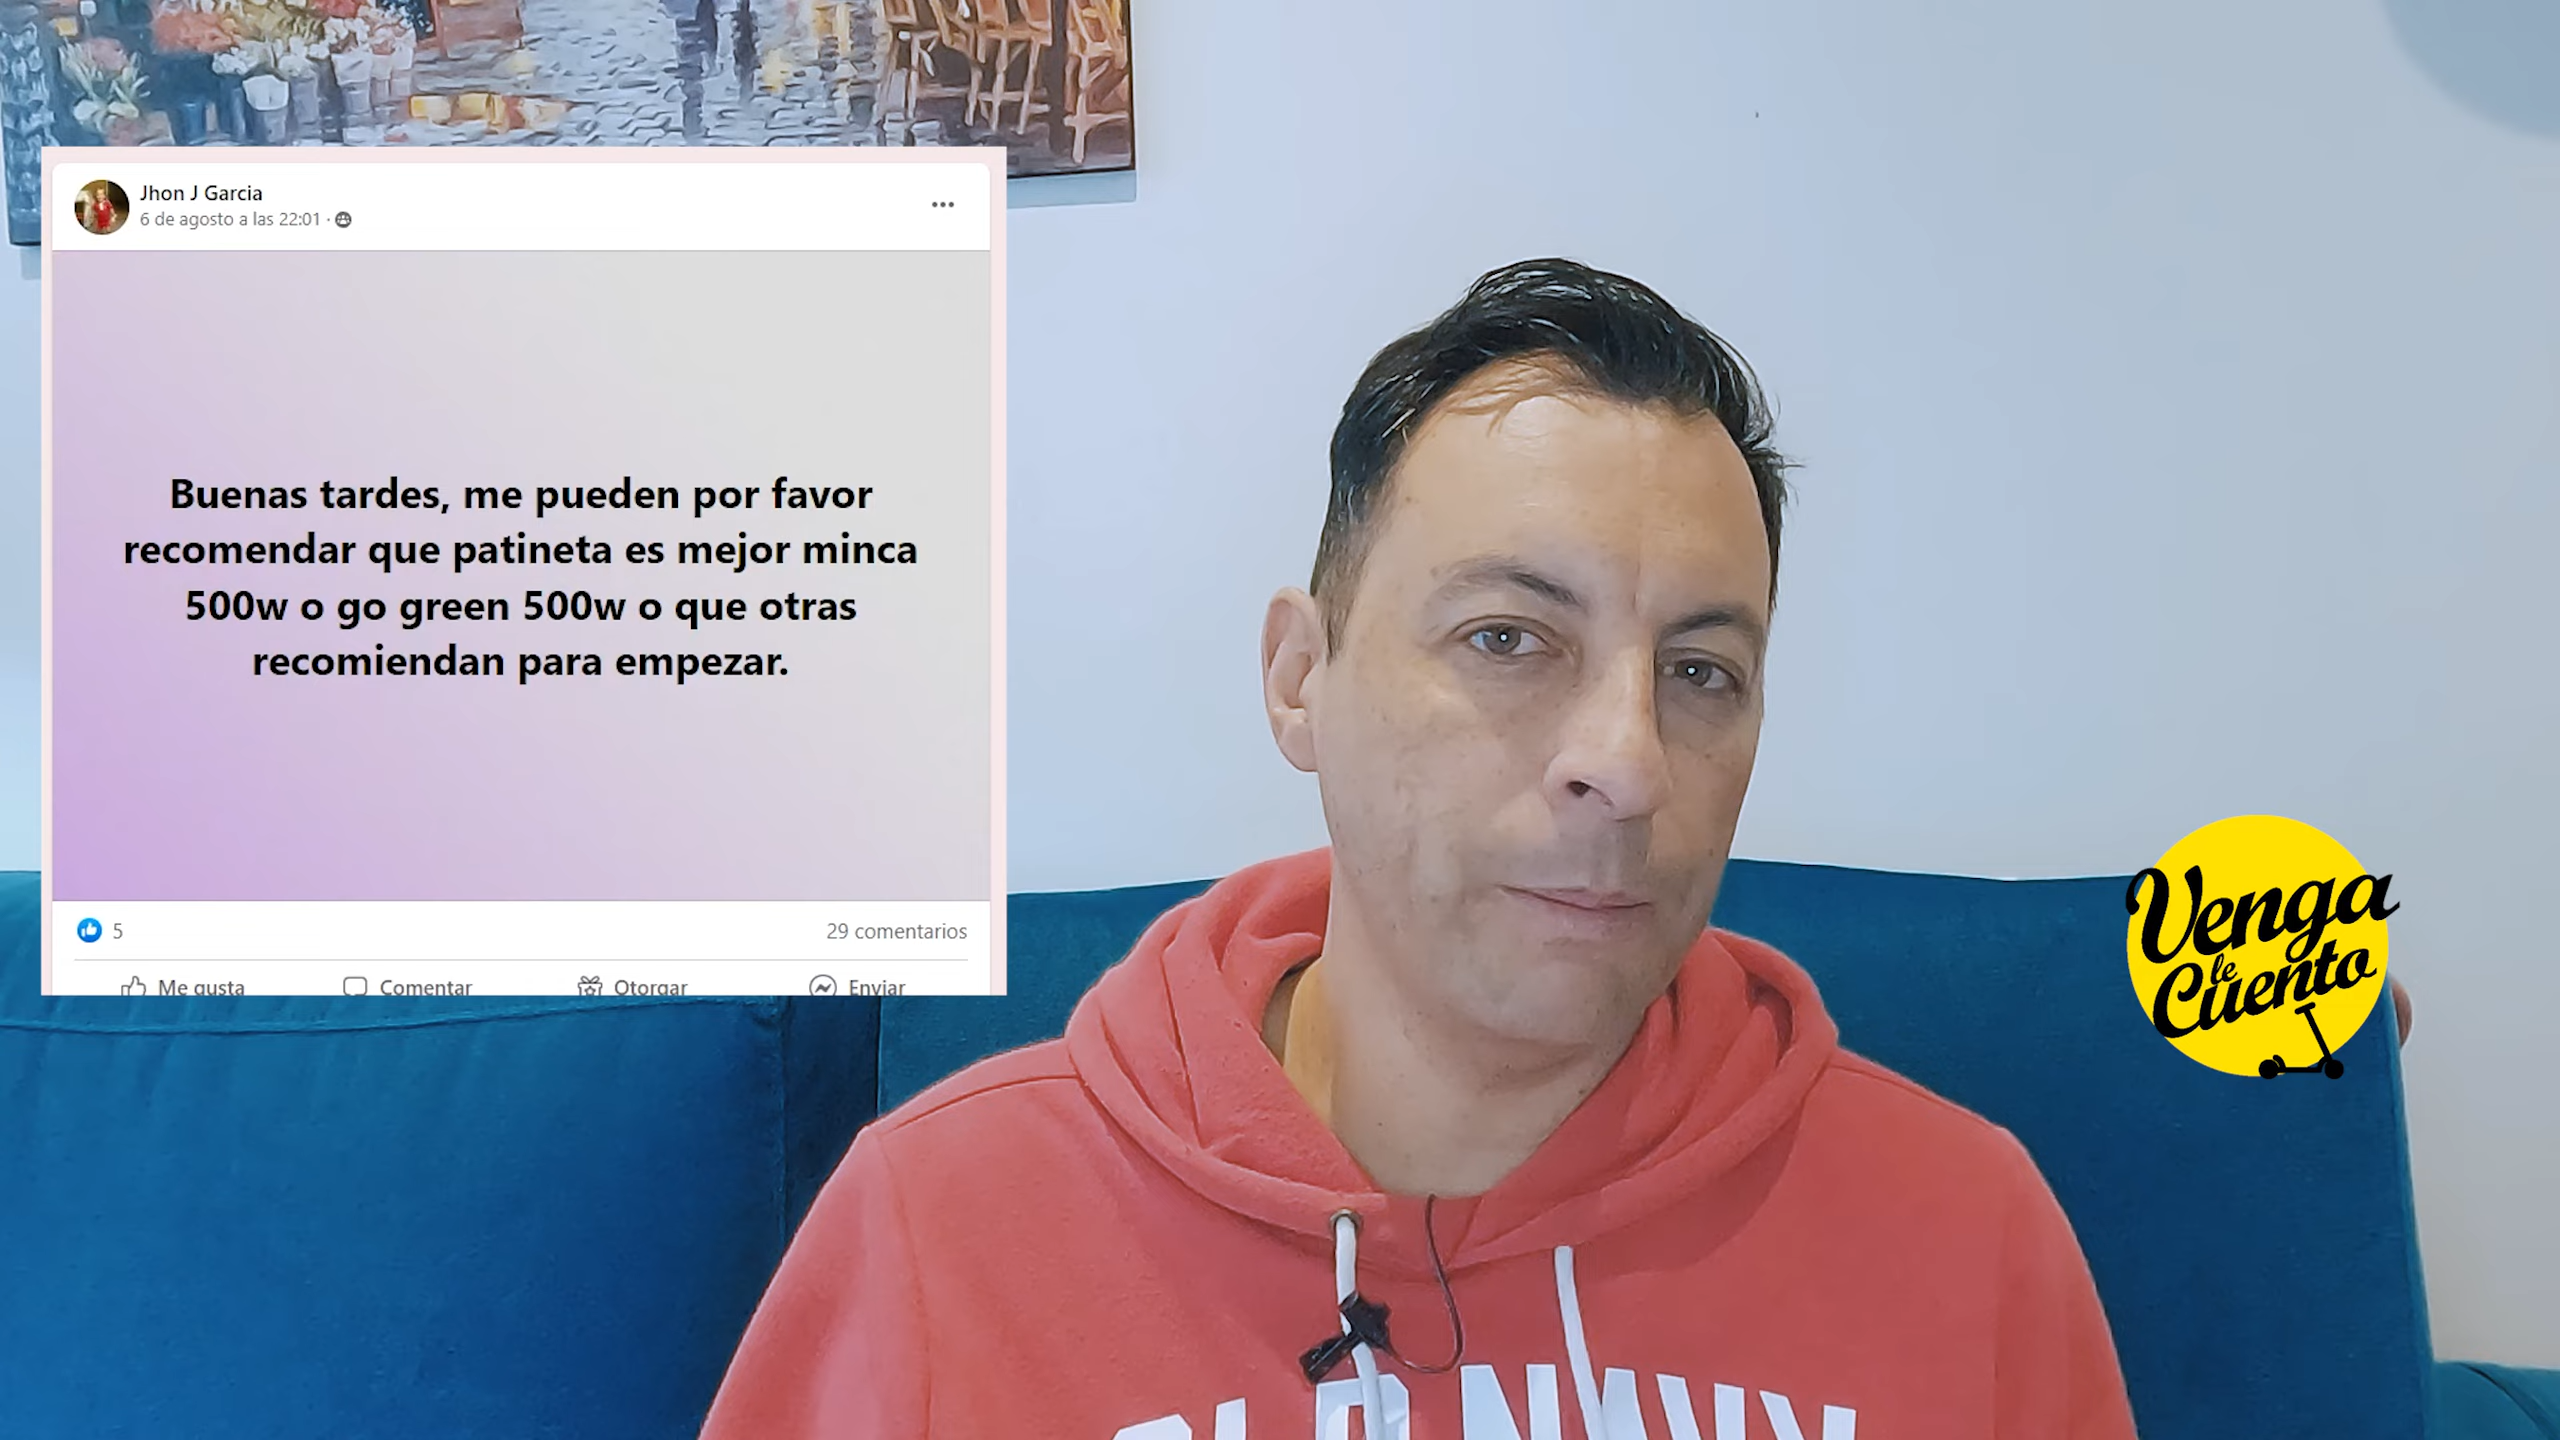 Jhon J Garcia
6 de agosto a las 22:01 ·
Buenas tardes, me pueden por favor
recomendar que patineta es mejor minca
500w o go green 500w o que otras
recomiendan para empezar.
5
29 comentarios
Me gusta
Comentar
Otorgar
Enviar
Venga
le
Cuento
OLD NAVY